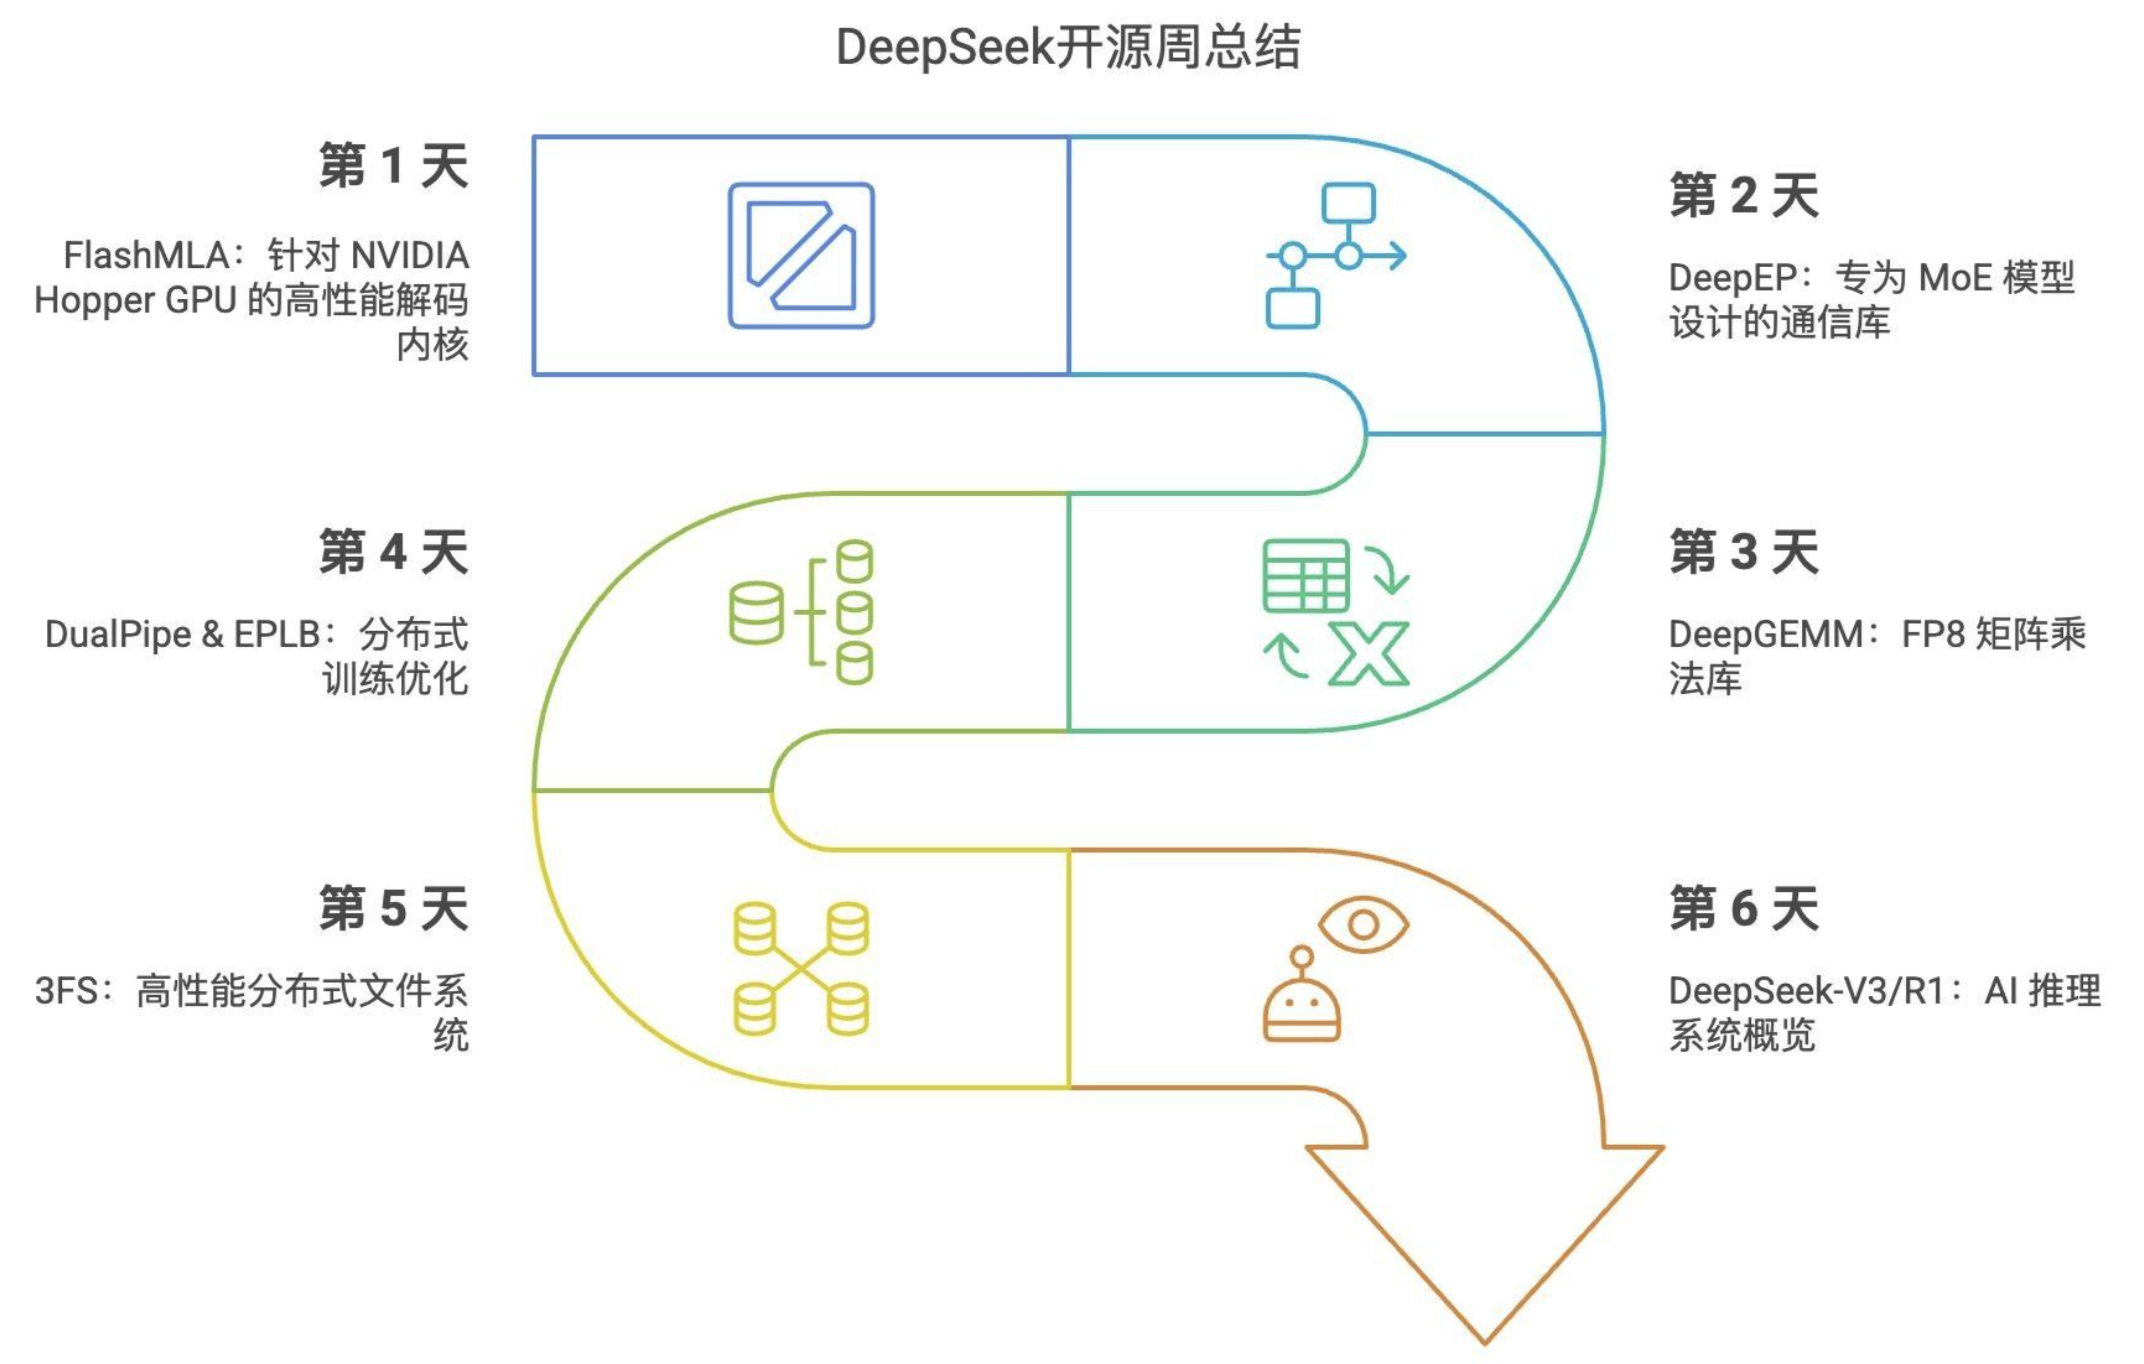 DeepSeek开源周总结
第 1 天
FlashMLA：针对 NVIDIA
Hopper GPU 的高性能解码
内核
第 2 天
DeepEP：专为 MoE 模型
设计的通信库
第 3 天
DeepGEMM：FP8 矩阵乘
法库
第 4 天
DualPipe & EPLB：分布式
训练优化
第 5 天
3FS：高性能分布式文件系
统
第 6 天
DeepSeek-V3/R1：AI 推理
系统概览